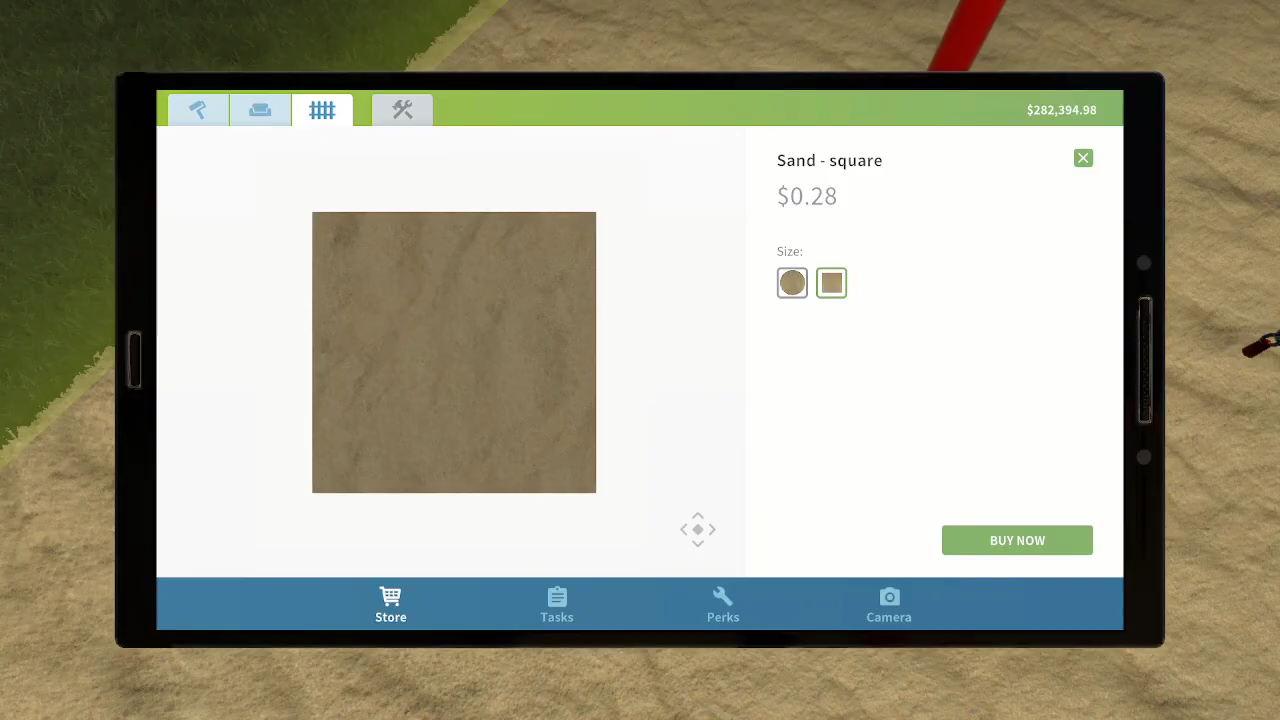 $282,394.98
Sand - square
$0.28
Size:
BUY NOW
Store
Tasks
Perks
Camera